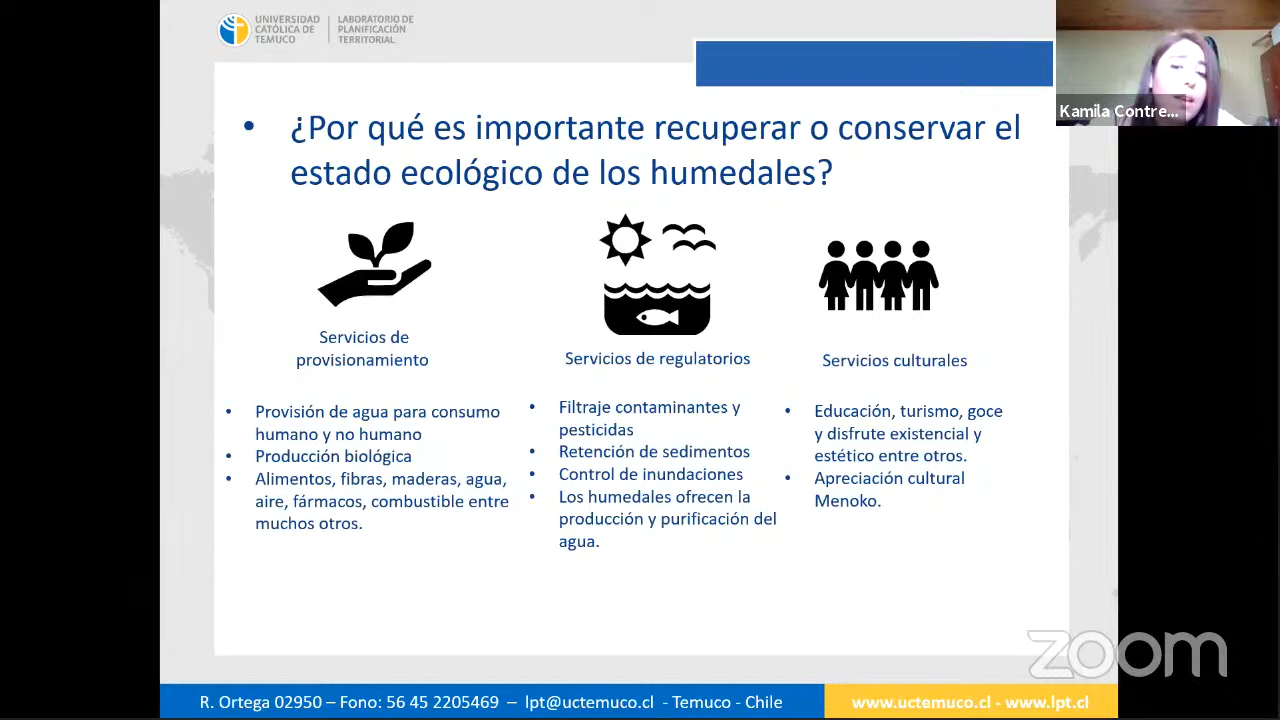 UNIVERSIDAD
CATÓLICA DE
TEMUCO
LABORATORIO DE
PLANIFICACIÓN
TERRITORIAL
Kamila Contre...
• ¿Por qué es importante recuperar o conservar el
estado ecológico de los humedales?
Servicios de
provisionamiento
• Provisión de agua para consumo
humano y no humano
• Producción biológica
• Alimentos, fibras, maderas, agua,
aire, fármacos, combustible entre
muchos otros.
Servicios de regulatorios
• Filtraje contaminantes y
pesticidas
• Retención de sedimentos
• Control de inundaciones
• Los humedales ofrecen la
producción y purificación del
agua.
Servicios culturales
• Educación, turismo, goce
y disfrute existencial y
estético entre otros.
• Apreciación cultural
Menoko.
zoom
R. Ortega 02950 – Fono: 56 45 2205469 – lpt@uctemuco.cl - Temuco - Chile
www.uctemuco.cl - www.lpt.cl